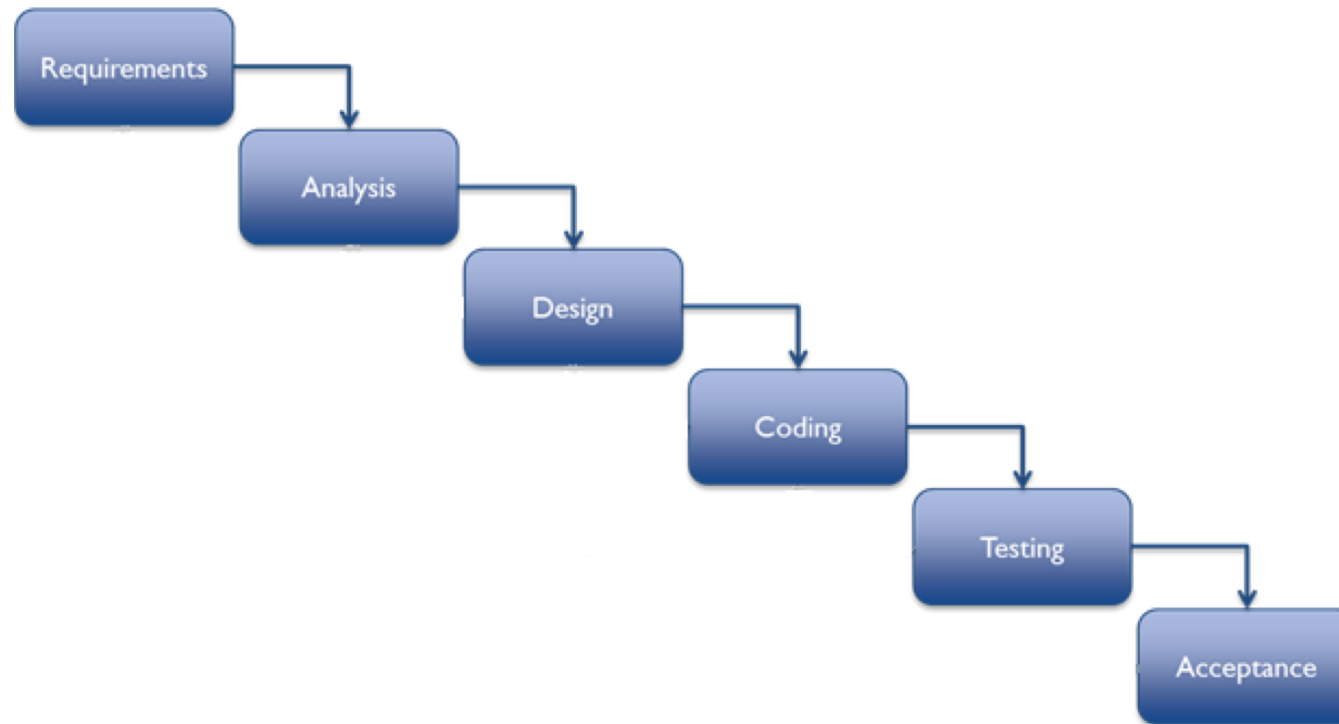 Requirements
Analysis
Design
Coding
Testing
Acceptance